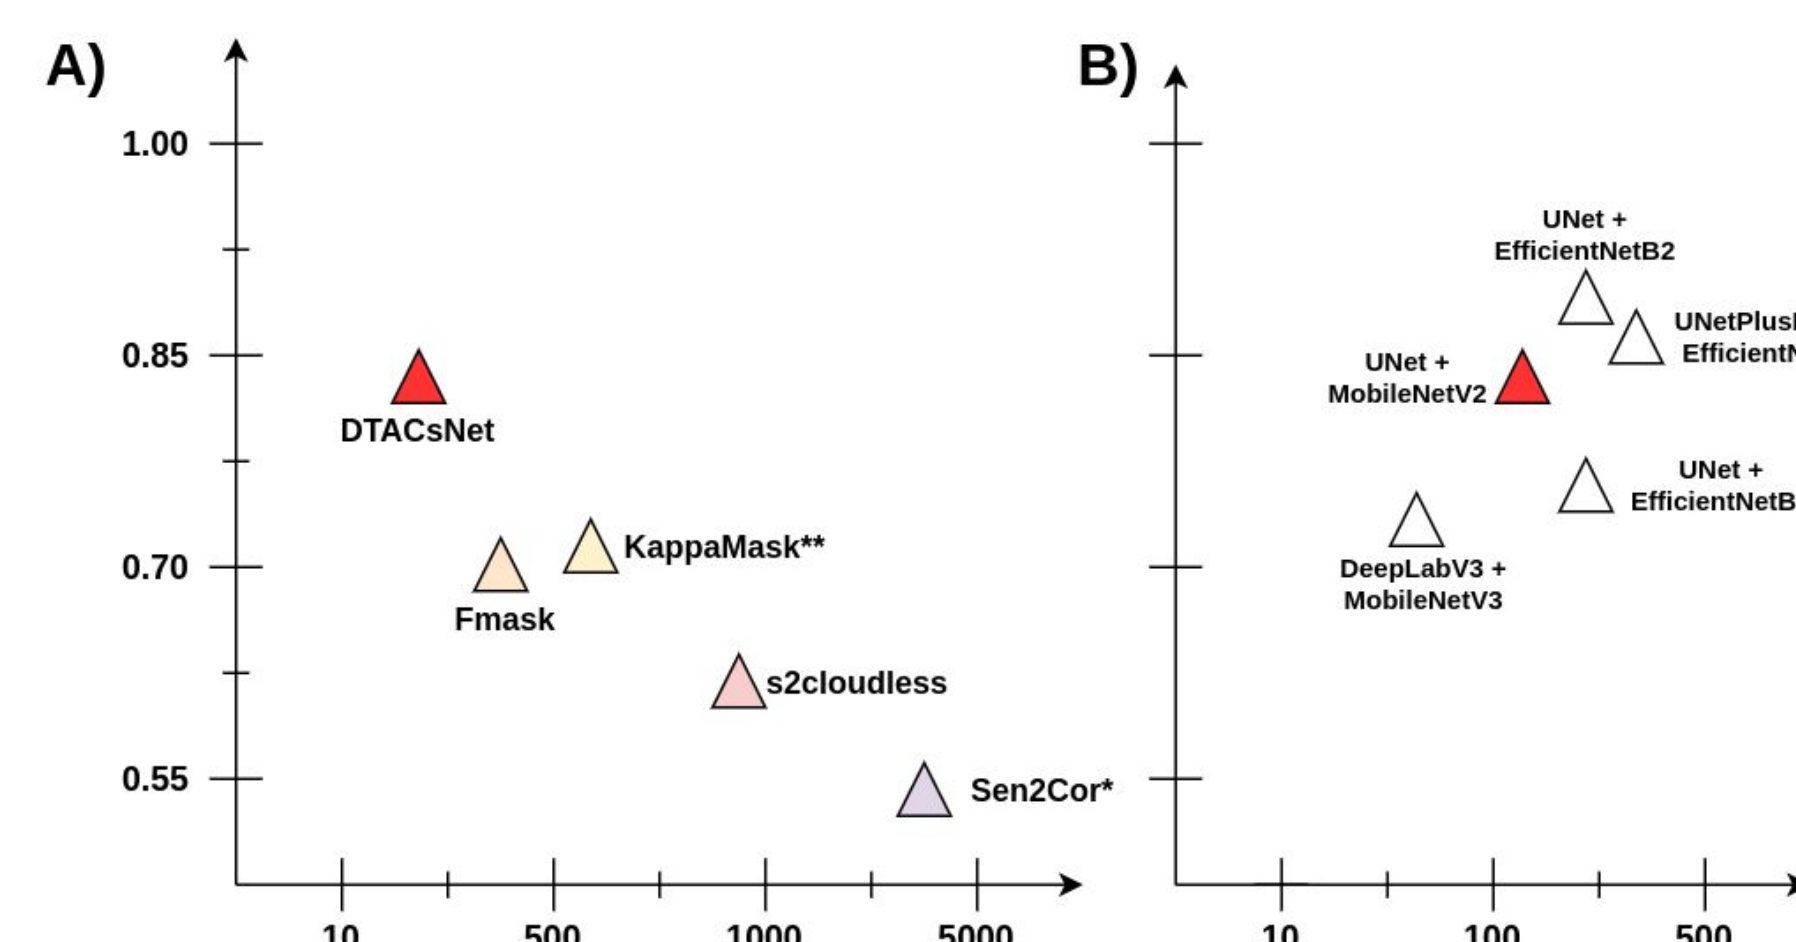 A)
1.00
0.85
0.70
0.55
DTACsNet
KappaMask**
Fmask
s2cloudless
Sen2Cor*
10
500
1000
5000
B)
UNet +
EfficientNetB2
UNet +
MobileNetV2
UNet +
DeepLabV3 +
MobileNetV3
10
100
500